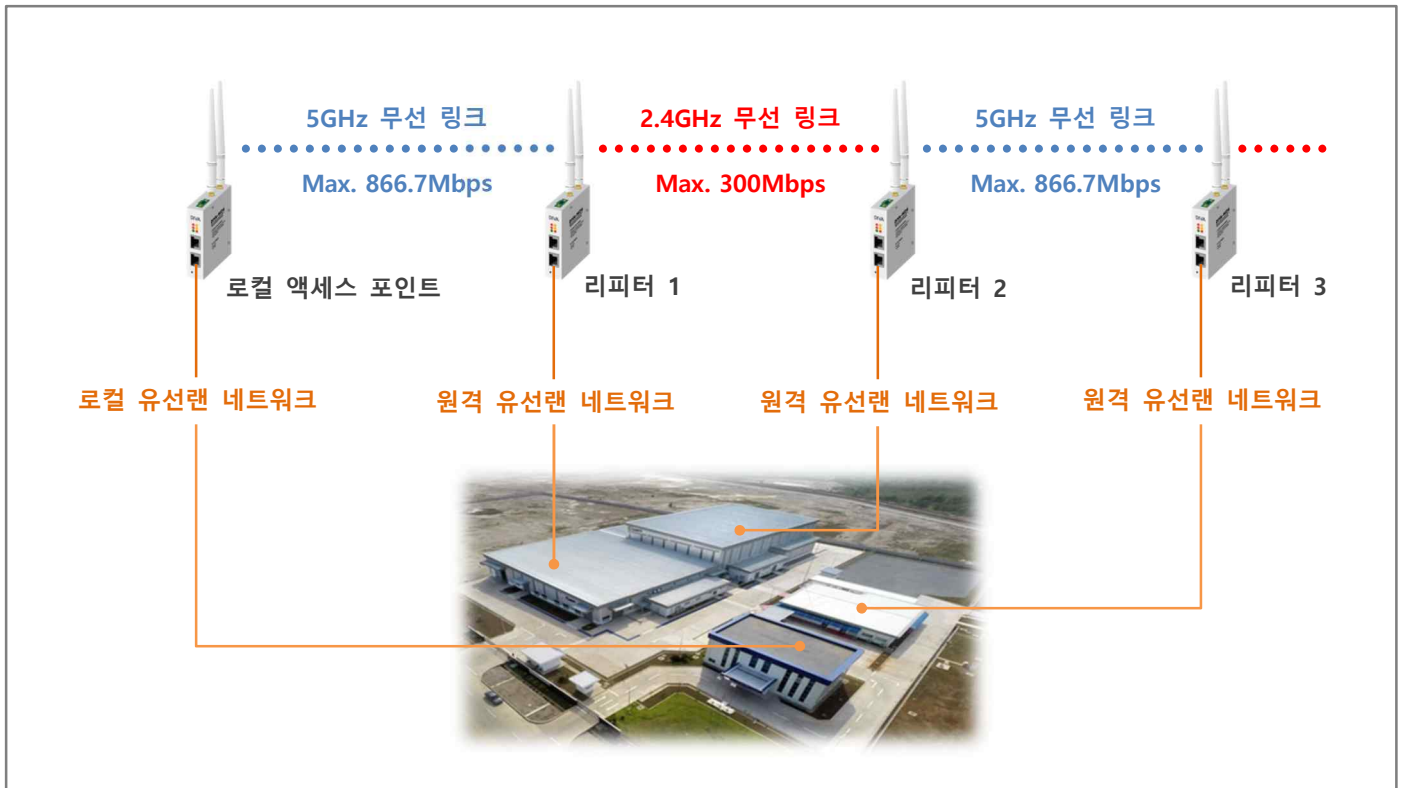 5GHz 무선 링크
2.4GHz 무선 링크
5GHz 무선 링크
Max. 866.7Mbps
Max. 300Mbps
Max. 866.7Mbps
로컬 액세스 포인트
리피터 1
리피터 2
리피터 3
로컬 유선랜 네트워크
원격 유선랜 네트워크
원격 유선랜 네트워크
원격 유선랜 네트워크